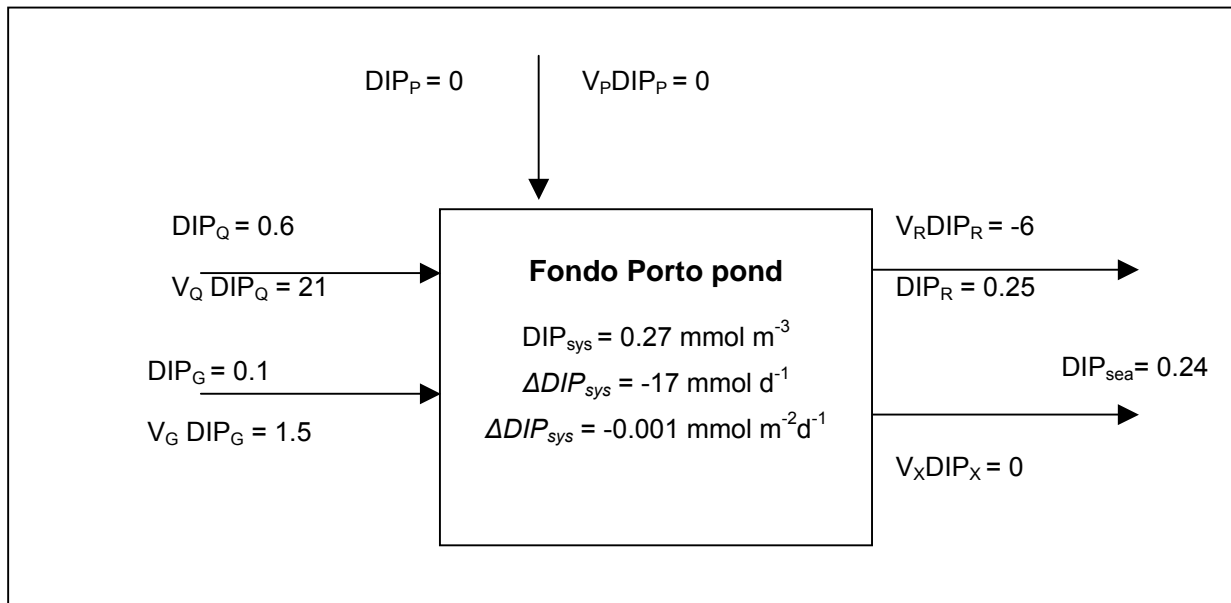 DIP_P = 0
V_PDIP_P = 0
DIP_Q = 0.6
V_Q DIP_Q = 21
DIP_G = 0.1
V_G DIP_G = 1.5
Fondo Porto pond
DIP_sys = 0.27 mmol m^-3
ΔDIP_sys = -17 mmol d^-1
ΔDIP_sys = -0.001 mmol m^-2d^-1
V_RDIP_R = -6
DIP_R = 0.25
DIP_sea= 0.24
V_XDIP_X = 0